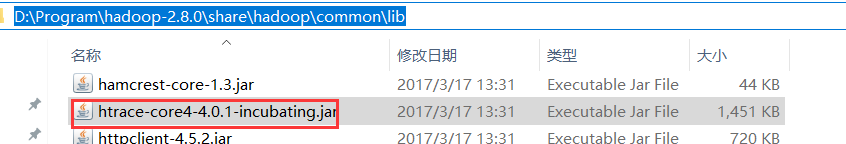 D:\Program\hadoop-2.8.0\share\hadoop\common\lib
名称 修改日期 类型 大小
hamcrest-core-1.3.jar 2017/3/17 13:31 Executable Jar File 44 KB
htrace-core4-4.0.1-incubating.jar 2017/3/17 13:31 Executable Jar File 1,451 KB
httpclient-4.5.2.jar 2017/3/17 13:31 Executable Jar File 720 KB